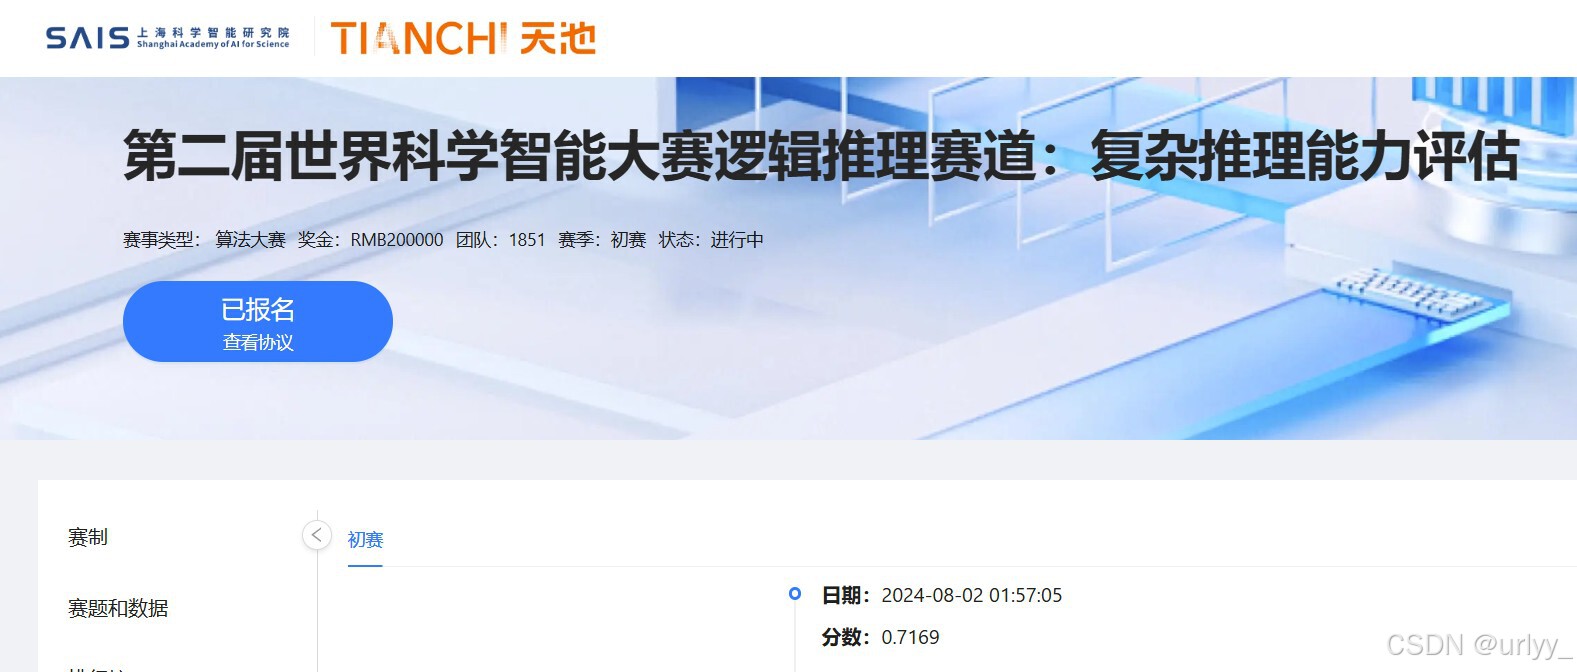 SAIS 上海科学智能研究院
Shanghai Academy of AI for Science
TIANCHI 天池
第二届世界科学智能大赛逻辑推理赛道：复杂推理能力评估
赛事类型： 算法大赛 奖金：RMB200000 团队：1851 赛季：初赛 状态：进行中
已报名
查看协议
赛制
初赛
赛题和数据
日期：2024-08-02 01:57:05
分数：0.7169
CSDN @urlyy_